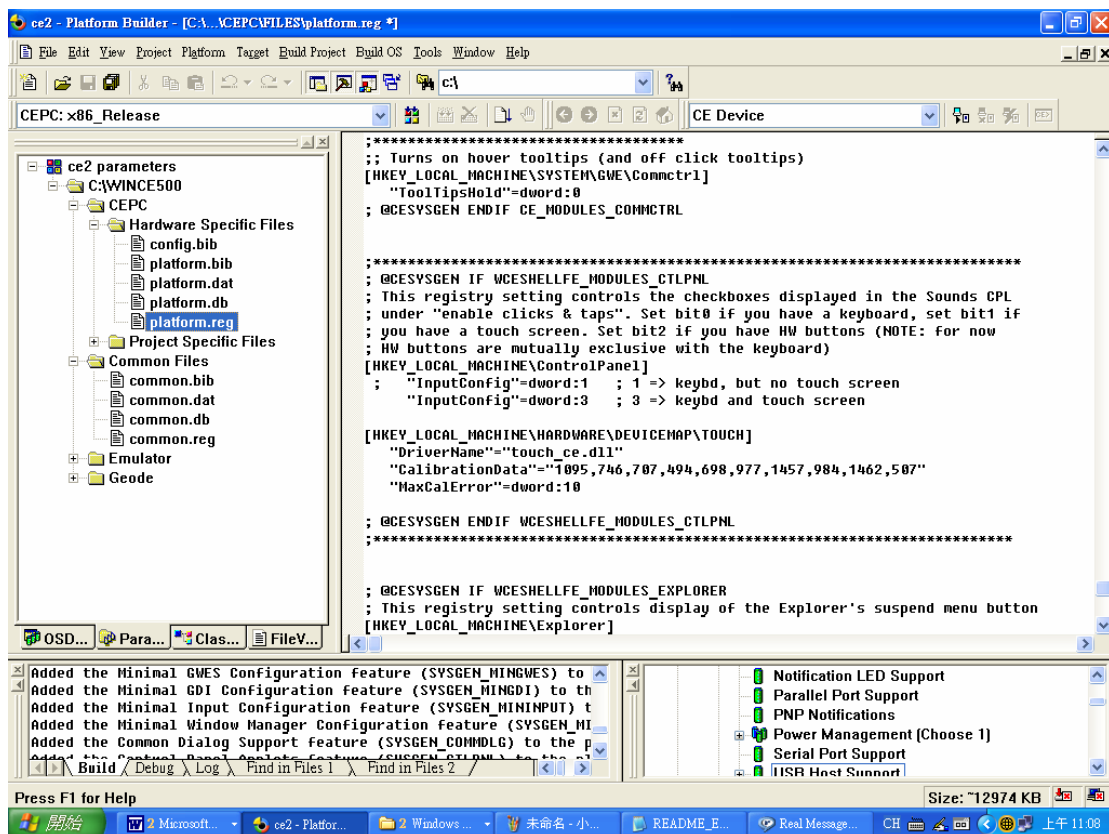 ce2 - Platform Builder - [C:\...\CEPC\FILES\platform.reg *]
File Edit View Project Platform Target Build Project Build OS Tools Window Help
c:\
CEPC: x86_Release
CE Device
ce2 parameters
C:\WINCE500
CEPC
Hardware Specific Files
config.bib
platform.bib
platform.dat
platform.db
platform.reg
Project Specific Files
Common Files
common.bib
common.dat
common.db
common.reg
Emulator
Geode
OSD... Para... Clas... FileV...
;**********************************
;; Turns on hover tooltips (and off click tooltips)
[HKEY_LOCAL_MACHINE\SYSTEM\GWE\Commctrl]
"ToolTipsHold"=dword:0
; @CESYSGEN ENDIF CE_MODULES_COMMCTRL
;***************************************************************************
; @CESYSGEN IF WCESHELLFE_MODULES_CTLPNL
; This registry setting controls the checkboxes displayed in the Sounds CPL
; under "enable clicks & taps". Set bit0 if you have a keyboard, set bit1 if
; you have a touch screen. Set bit2 if you have HW buttons (NOTE: for now
; HW buttons are mutually exclusive with the keyboard)
[HKEY_LOCAL_MACHINE\ControlPanel]
; "InputConfig"=dword:1 ; 1 => keybd, but no touch screen
"InputConfig"=dword:3 ; 3 => keybd and touch screen
[HKEY_LOCAL_MACHINE\HARDWARE\DEVICEMAP\TOUCH]
"DriverName"="touch_ce.dll"
"CalibrationData"="1095,746,707,494,698,977,1457,984,1462,507"
"MaxCalError"=dword:10
; @CESYSGEN ENDIF WCESHELLFE_MODULES_CTLPNL
;**************************************************************************
; @CESYSGEN IF WCESHELLFE_MODULES_EXPLORER
; This registry setting controls display of the Explorer's suspend menu button
[HKEY_LOCAL_MACHINE\Explorer]
Added the Minimal GWES Configuration feature (SYSGEN_MINGWES) to
Added the Minimal GDI Configuration feature (SYSGEN_MINGDI) to th
Added the Minimal Input Configuration feature (SYSGEN_MININPUT) t
Added the Minimal Window Manager Configuration feature (SYSGEN_MI
Added the Common Dialog Support feature (SYSGEN_COMMDLG) to the p
Added the Control Panel Applets feature (SYSGEN_CTLPNL) to the pl
Build Debug Log Find in Files 1 Find in Files 2
Notification LED Support
Parallel Port Support
PNP Notifications
Power Management (Choose 1)
Serial Port Support
USB Host Support
Press F1 for Help
Size: ~12974 KB
開始 2 Microsoft... ce2 - Platfor... 2 Windows ... 未命名 - 小... README_E... Real Message... CH 上午 11:08